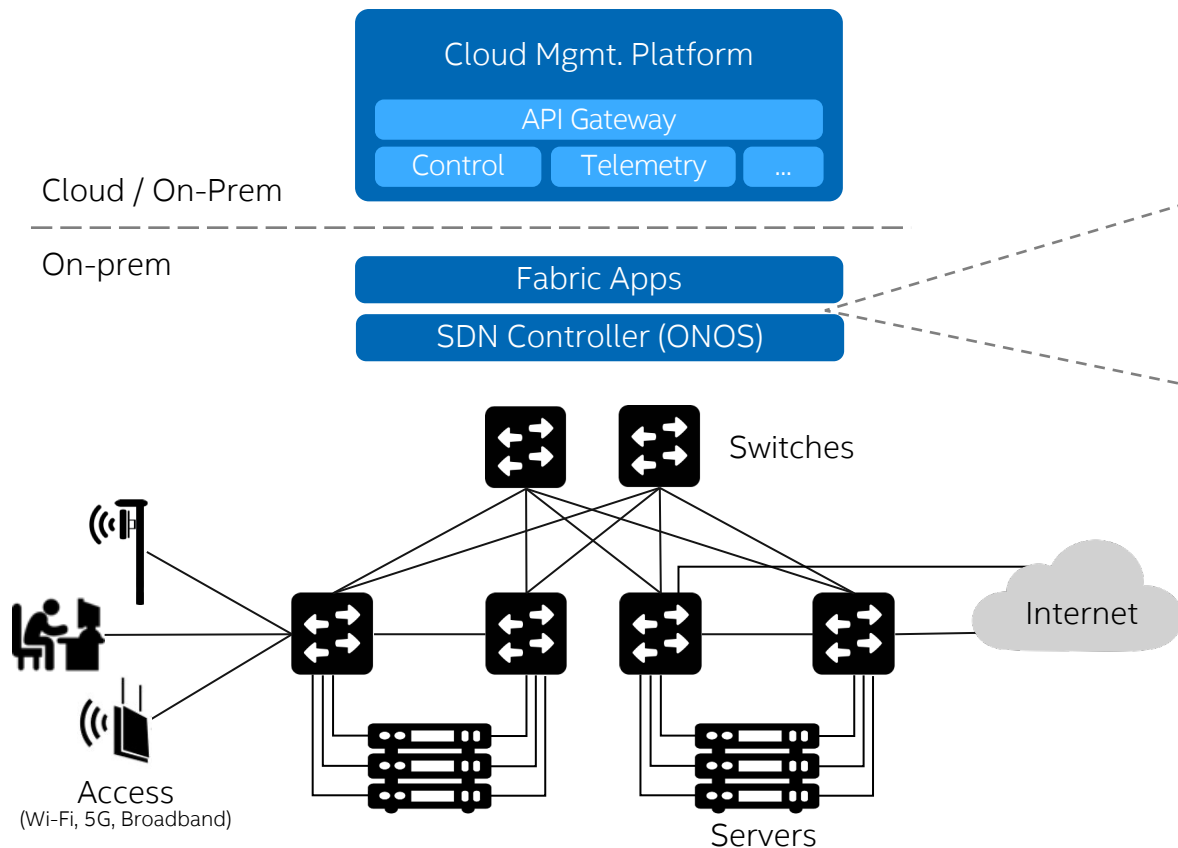 Cloud Mgmt. Platform
API Gateway
Control
Telemetry
...
Cloud / On-Prem
On-prem
Fabric Apps
SDN Controller (ONOS)
Switches
Internet
Access
(Wi-Fi, 5G, Broadband)
Servers